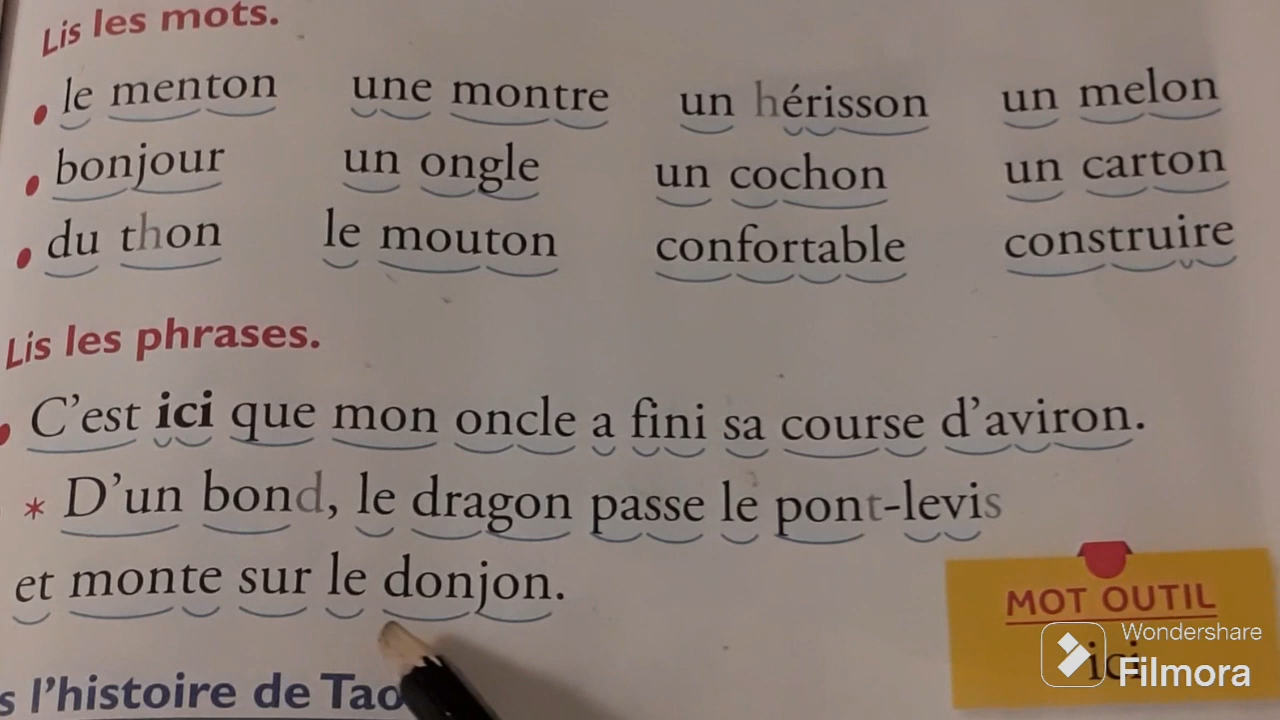 Lis les mots.
le menton une montre un hérisson un melon
bonjour un ongle un cochon un carton
du thon le mouton confortable construire
Lis les phrases.
C'est ici que mon oncle a fini sa course d'aviron.
* D'un bond, le dragon passe le pont-levis
et monte sur le donjon.
MOT OUTIL
ici
Wondershare
Filmora
s l'histoire de Tao